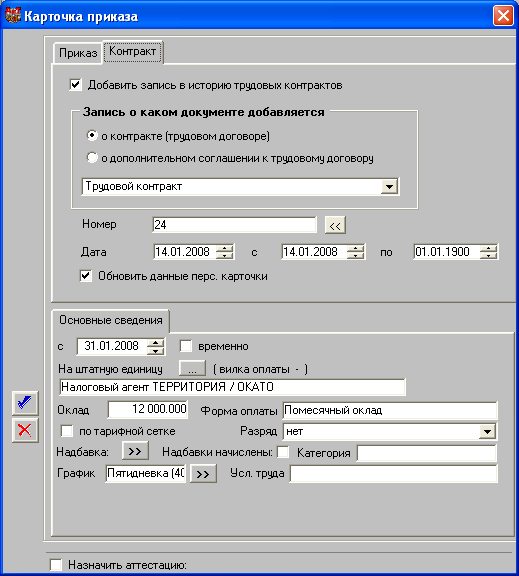 Карточка приказа
Приказ Контракт
Добавить запись в историю трудовых контрактов
Запись о каком документе добавляется
о контракте (трудовом договоре)
о дополнительном соглашении к трудовому договору
Трудовой контракт
Номер 24 <<
Дата 14.01.2008 с 14.01.2008 по 01.01.1900
Обновить данные перс. карточки
Основные сведения
с 31.01.2008 временно
На штатную единицу ... ( вилка оплаты - )
Налоговый агент ТЕРРИТОРИЯ / ОКАТО
Оклад 12 000.000 Форма оплаты Помесячный оклад
по тарифной сетке Разряд нет
Надбавка: >> Надбавки начислены: Категория
График Пятидневка (40 >> Усл. труда
Назначить аттестацию: